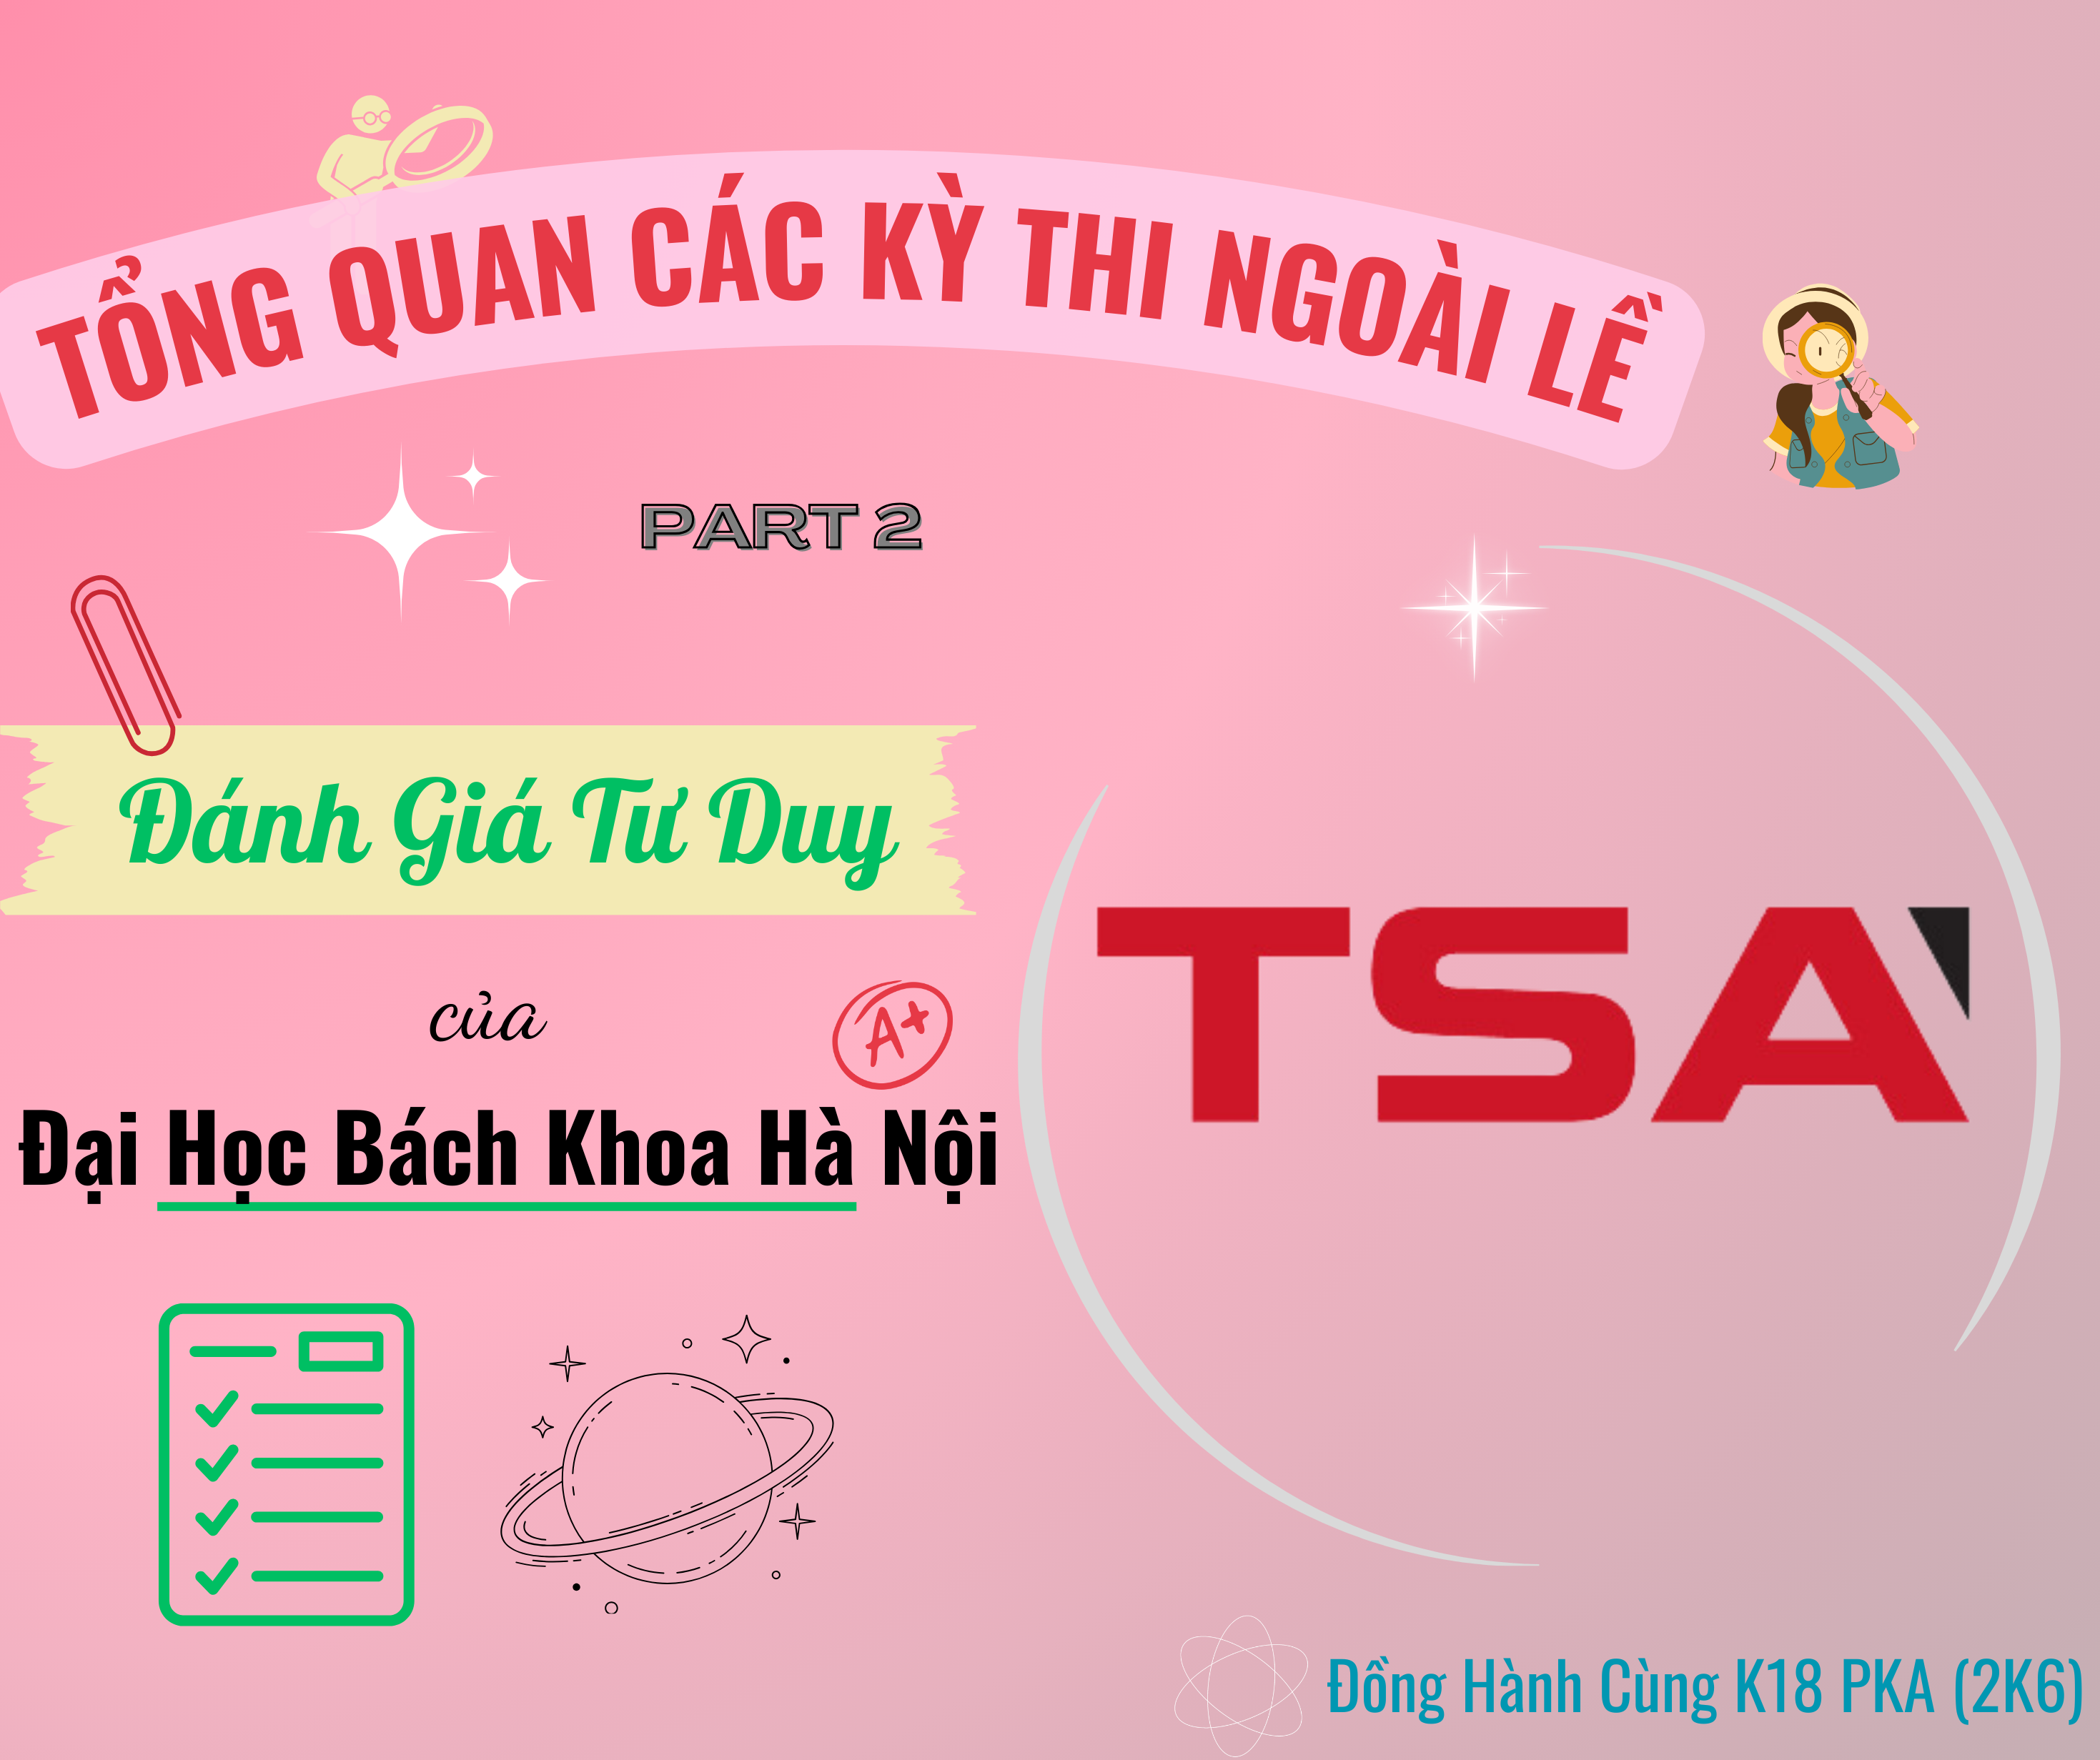 TỔNG QUAN CÁC KỲ THI NGOÀI LỀ
PART 2
Đánh Giá Tư Duy
của
A+
Đại Học Bách Khoa Hà Nội
TSA
Đồng Hành Cùng K18 PKA (2K6)